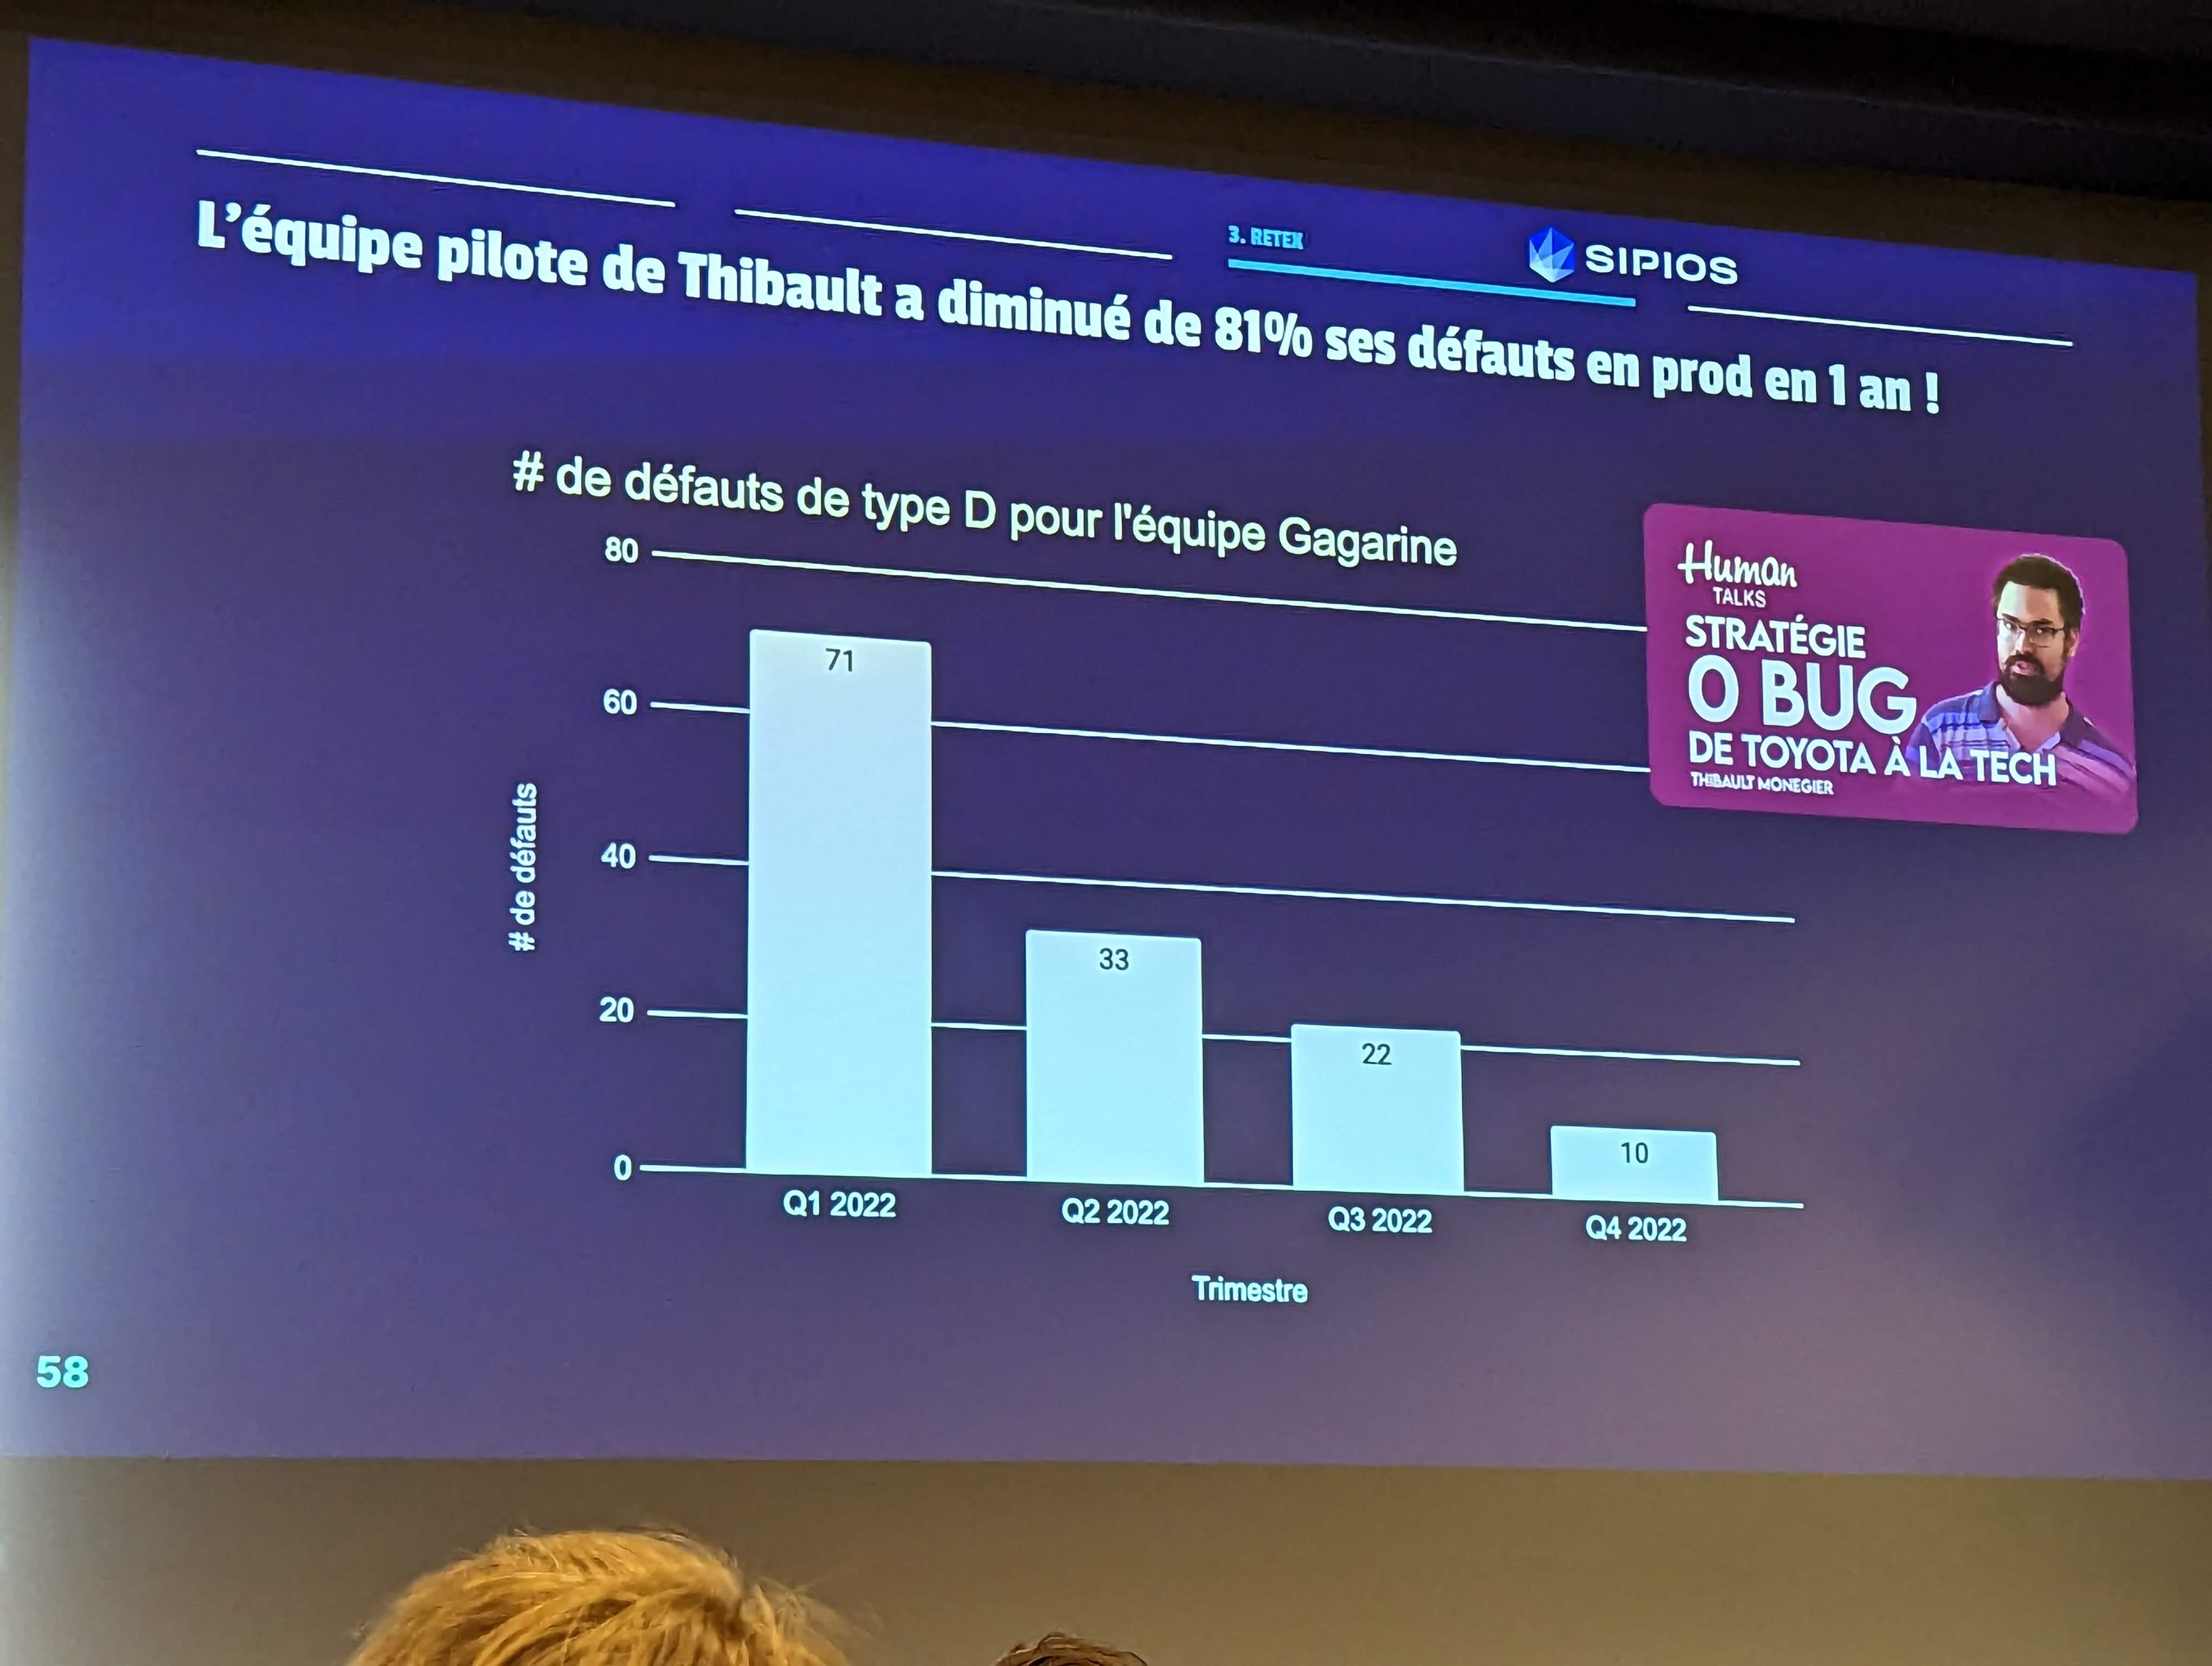 3. RETEX
SIPIOS
L'équipe pilote de Thibault a diminué de 81% ses défauts en prod en 1 an !
# de défauts de type D pour l'équipe Gagarine
Human
TALKS
STRATÉGIE
0 BUG
DE TOYOTA À LA TECH
THIBAULT MONEGIER
# de défauts
80
60
40
20
0
71
33
22
10
Q1 2022
Q2 2022
Q3 2022
Q4 2022
Trimestre
58